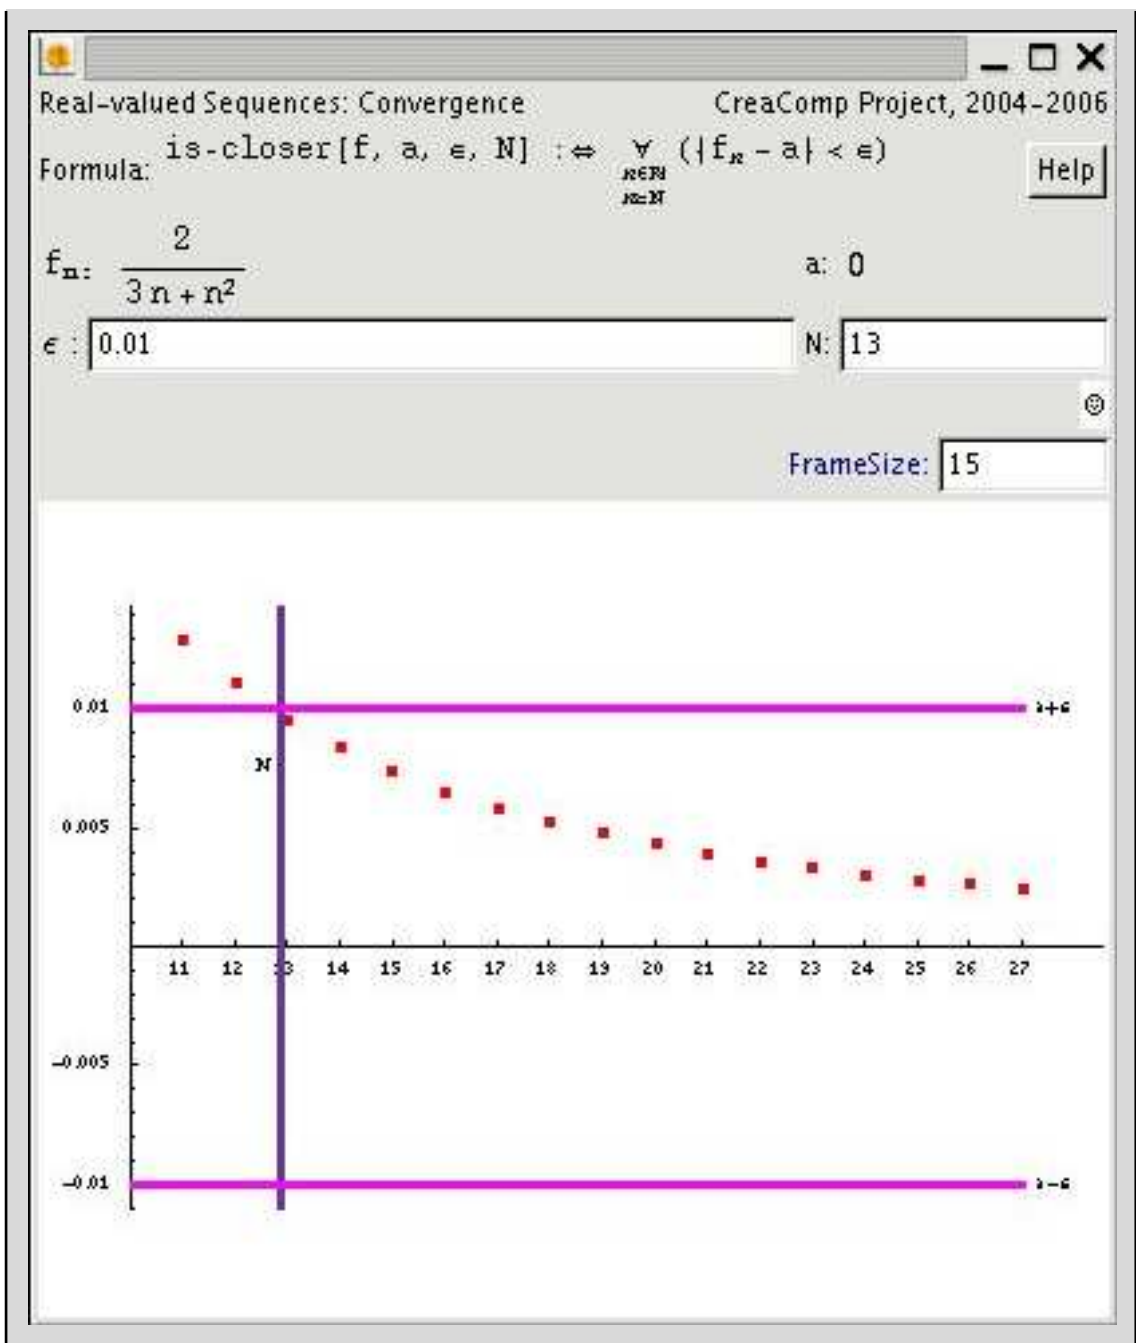 Real-valued Sequences: Convergence CreaComp Project, 2004-2006
Formula: is-closer[f, a, ϵ, N] :⇔ ∀ (|fn - a| < ϵ) Help
n∈ℕ
n≥N
fn: 2
3 n + n²
a: 0
ϵ : 0.01 N: 13
☺
FrameSize: 15
0.01 a+ϵ
N
0.005
11 12 13 14 15 16 17 18 19 20 21 22 23 24 25 26 27
-0.005
-0.01 a-ϵ